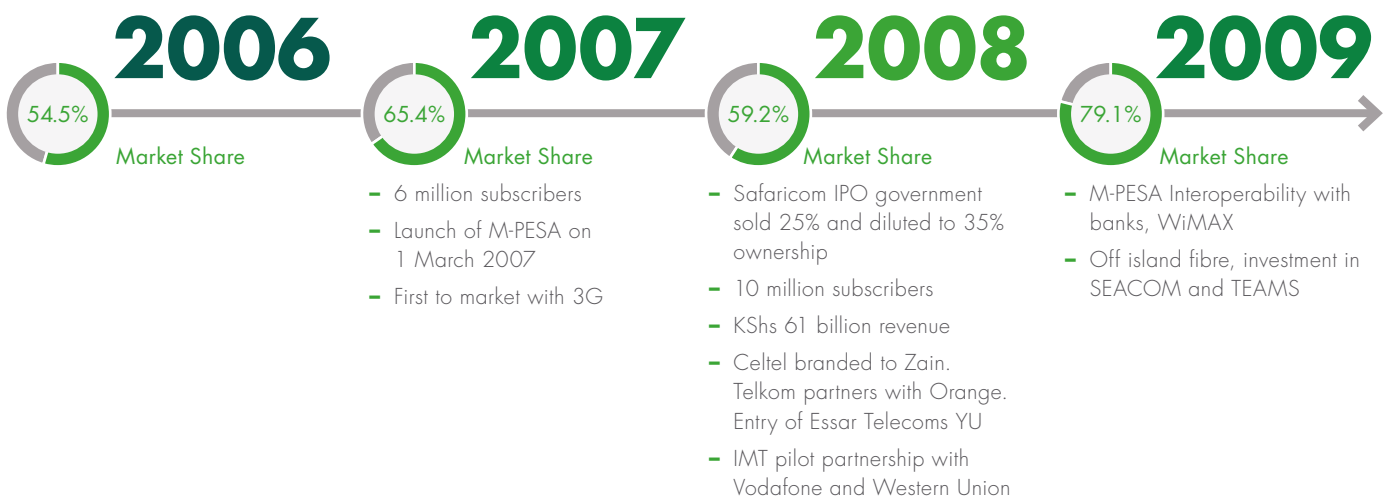 2006
54.5%
Market Share
2007
65.4%
Market Share
– 6 million subscribers
– Launch of M-PESA on
1 March 2007
– First to market with 3G
2008
59.2%
Market Share
– Safaricom IPO government
sold 25% and diluted to 35%
ownership
– 10 million subscribers
– KShs 61 billion revenue
– Celtel branded to Zain.
Telkom partners with Orange.
Entry of Essar Telecoms YU
– IMT pilot partnership with
Vodafone and Western Union
2009
79.1%
Market Share
– M-PESA Interoperability with
banks, WiMAX
– Off island fibre, investment in
SEACOM and TEAMS